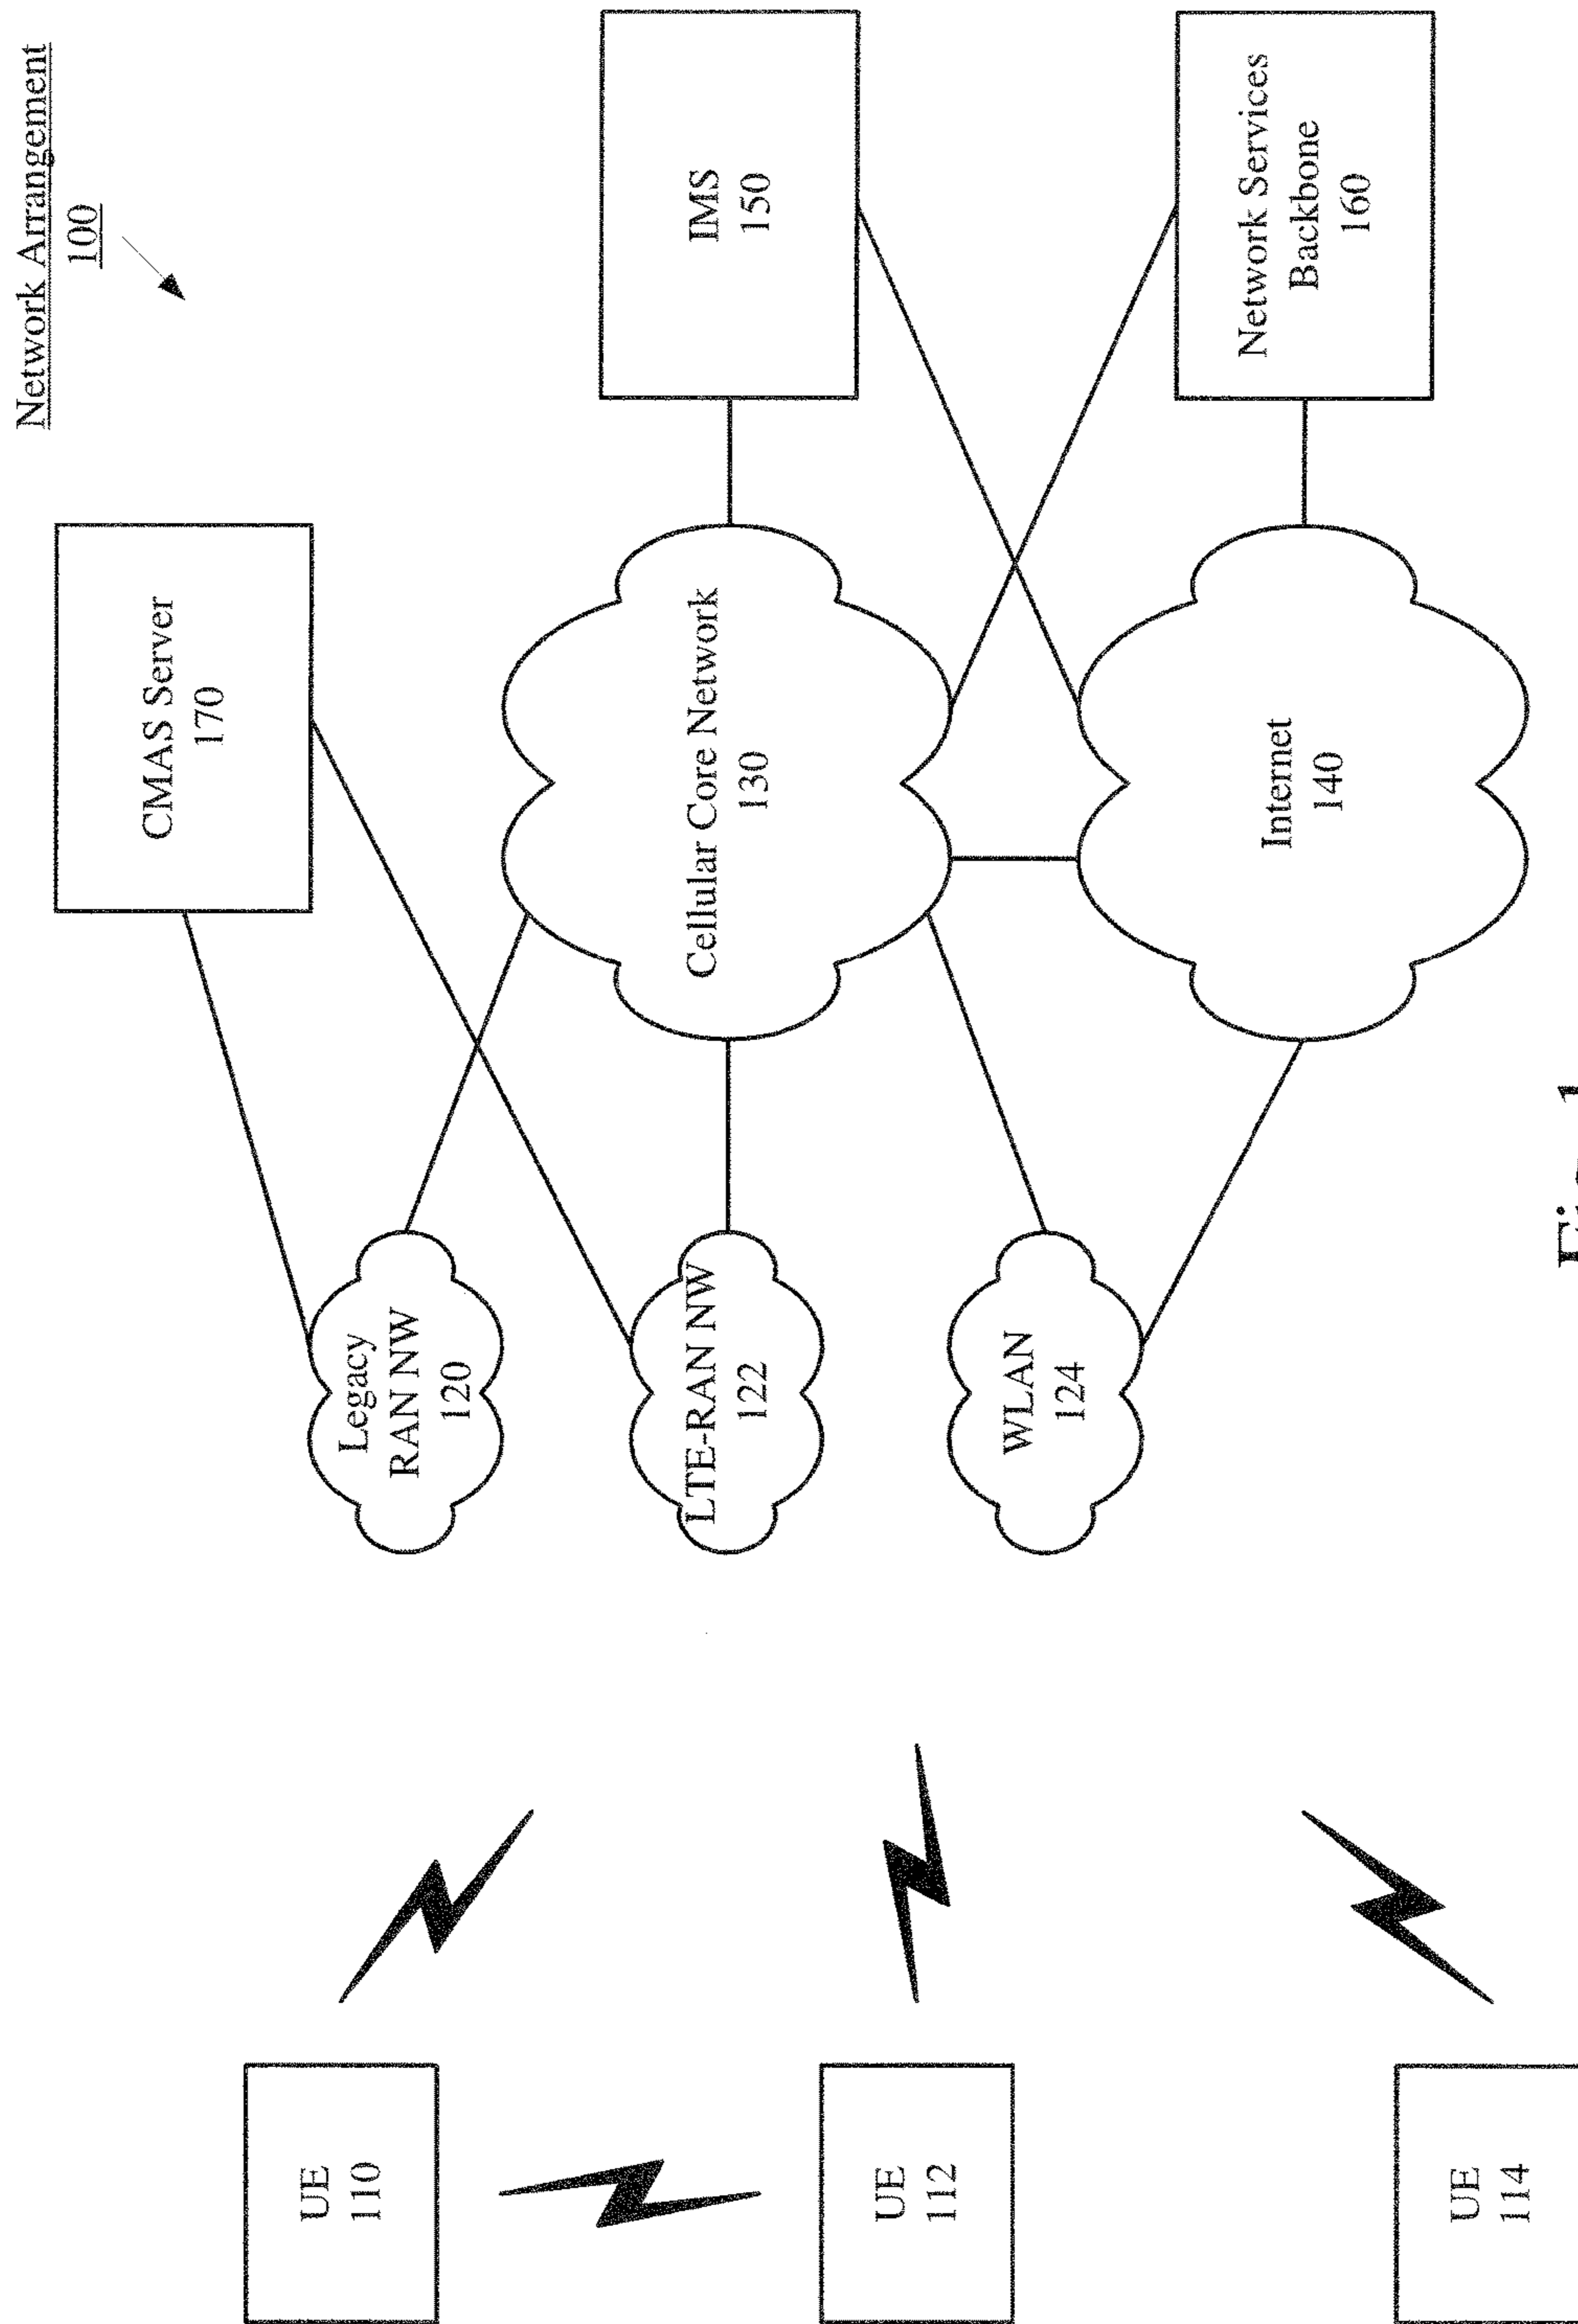 Network Arrangement
100
CMAS Server
170
UE
110
Legacy
RAN NW
120
UE
112
LTE-RAN NW
122
Cellular Core Network
130
IMS
150
UE
114
WLAN
124
Internet
140
Network Services
Backbone
160